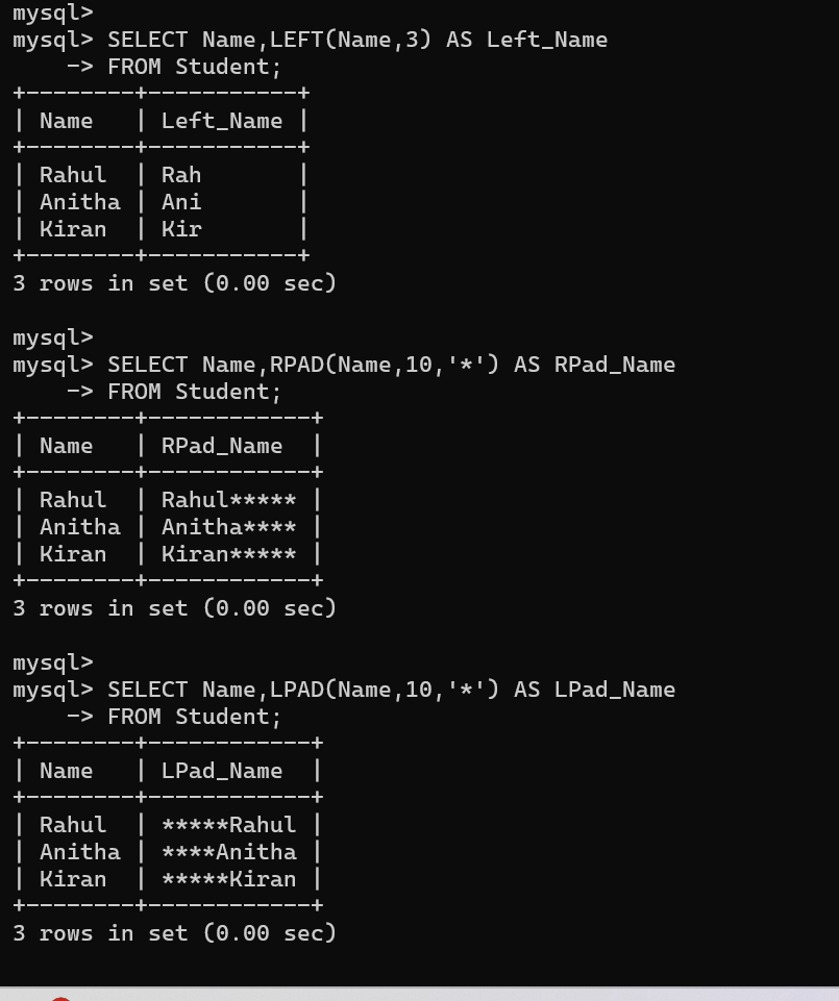 mysql>
mysql> SELECT Name,LEFT(Name,3) AS Left_Name
    -> FROM Student;
+--------+-----------+
| Name   | Left_Name |
+--------+-----------+
| Rahul  | Rah       |
| Anitha | Ani       |
| Kiran  | Kir       |
+--------+-----------+
3 rows in set (0.00 sec)

mysql>
mysql> SELECT Name,RPAD(Name,10,'*') AS RPad_Name
    -> FROM Student;
+--------+------------+
| Name   | RPad_Name  |
+--------+------------+
| Rahul  | Rahul***** |
| Anitha | Anitha**** |
| Kiran  | Kiran***** |
+--------+------------+
3 rows in set (0.00 sec)

mysql>
mysql> SELECT Name,LPAD(Name,10,'*') AS LPad_Name
    -> FROM Student;
+--------+------------+
| Name   | LPad_Name  |
+--------+------------+
| Rahul  | *****Rahul |
| Anitha | ****Anitha |
| Kiran  | *****Kiran |
+--------+------------+
3 rows in set (0.00 sec)